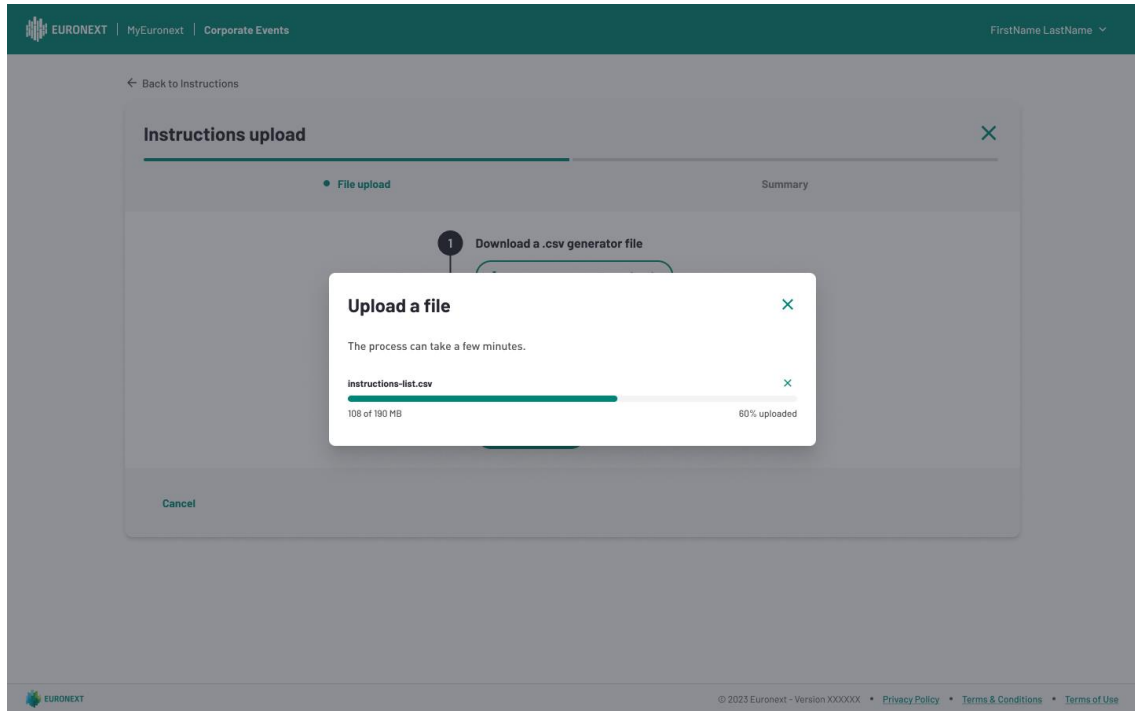 EURONEXT | MyEuronext | Corporate Events FirstName LastName
← Back to Instructions
Instructions upload
File upload Summary
1 Download a .csv generator file
Upload a file
The process can take a few minutes.
instructions-list.csv
108 of 190 MB 60% uploaded
Cancel
EURONEXT © 2023 Euronext - Version XXXXXX • Privacy Policy • Terms & Conditions • Terms of Use